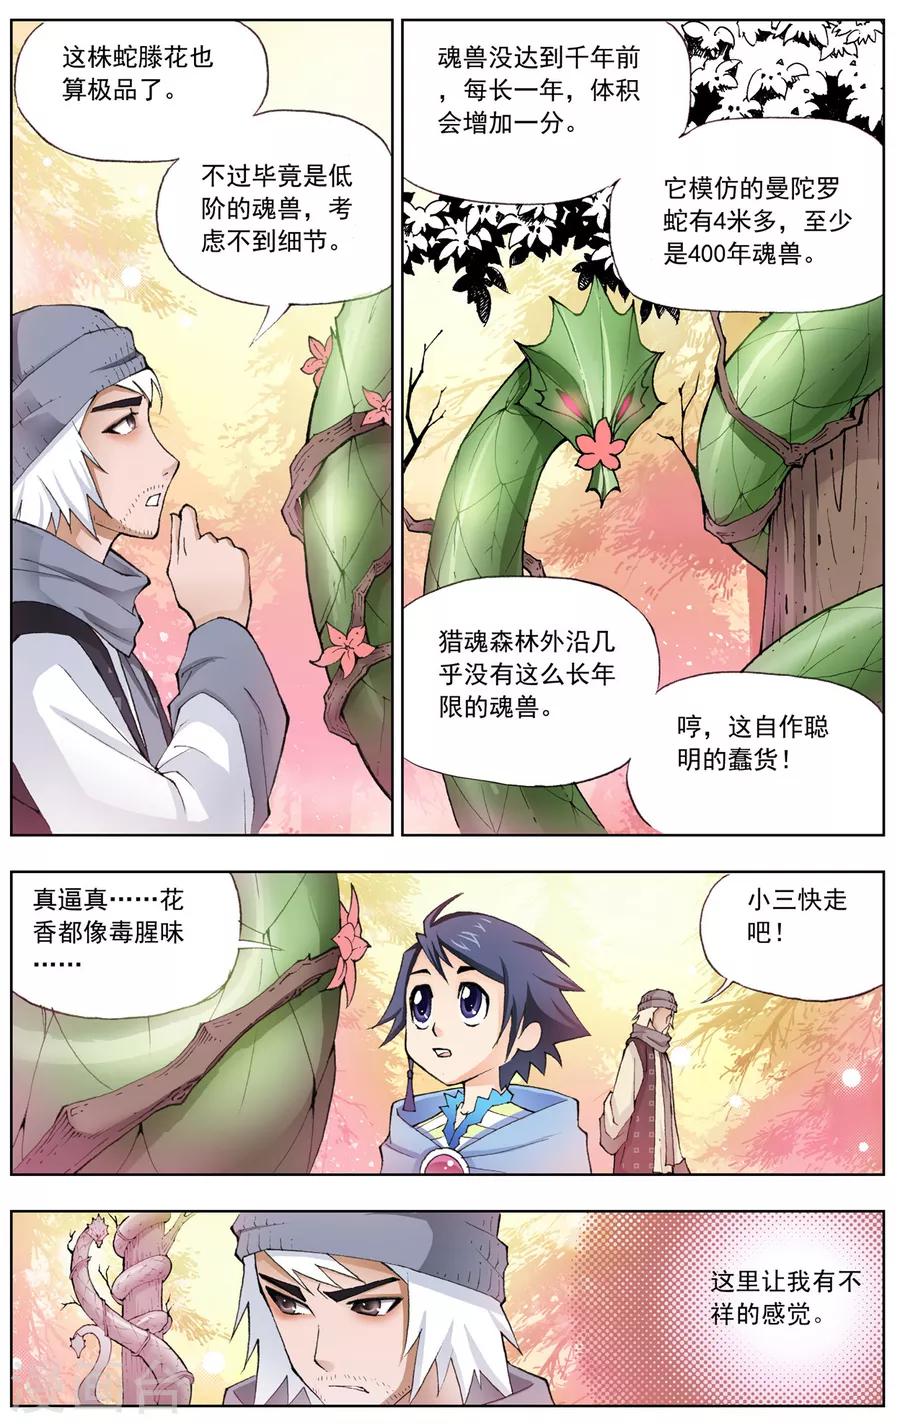 这株蛇滕花也
算极品了。
不过毕竟是低
阶的魂兽，考
虑不到细节。
魂兽没达到千年前
，每长一年，体积
会增加一分。
它模仿的曼陀罗
蛇有4米多，至少
是400年魂兽。
猎魂森林外沿几
乎没有这么长年
限的魂兽。
哼，这自作聪
明的蠢货！
真逼真……花
香都像毒腥味
……
小三快走
吧！
这里让我有不
祥的感觉。
漫画台